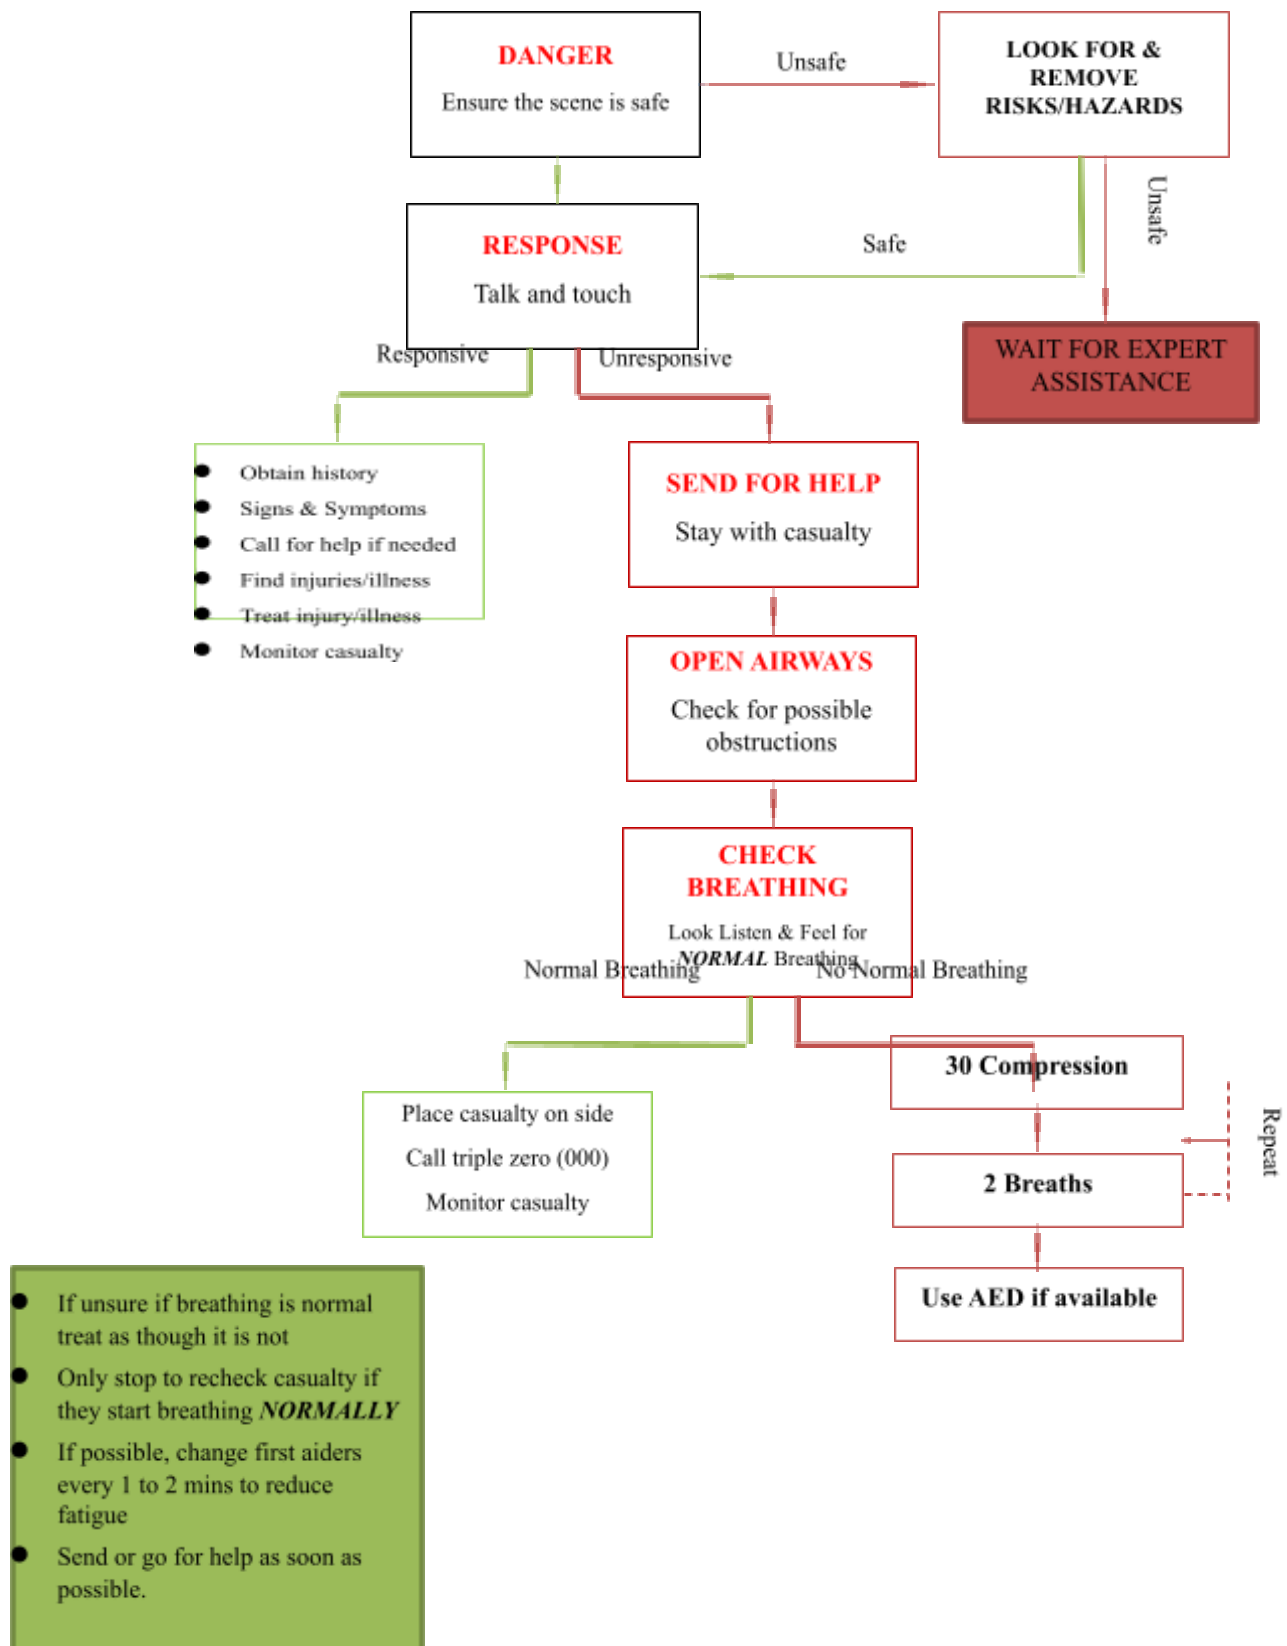 DANGER
Ensure the scene is safe
Unsafe
LOOK FOR &
REMOVE
RISKS/HAZARDS
Unsafe
RESPONSE
Talk and touch
Safe
WAIT FOR EXPERT
ASSISTANCE
Responsive
Unresponsive
● Obtain history
● Signs & Symptoms
● Call for help if needed
● Find injuries/illness
● Treat injury/illness
● Monitor casualty
SEND FOR HELP
Stay with casualty
OPEN AIRWAYS
Check for possible
obstructions
CHECK
BREATHING
Look Listen & Feel for
NORMAL Breathing
Normal Breathing
No Normal Breathing
Place casualty on side
Call triple zero (000)
Monitor casualty
30 Compression
2 Breaths
Repeat
Use AED if available
● If unsure if breathing is normal
treat as though it is not
● Only stop to recheck casualty if
they start breathing NORMALLY
● If possible, change first aiders
every 1 to 2 mins to reduce
fatigue
● Send or go for help as soon as
possible.